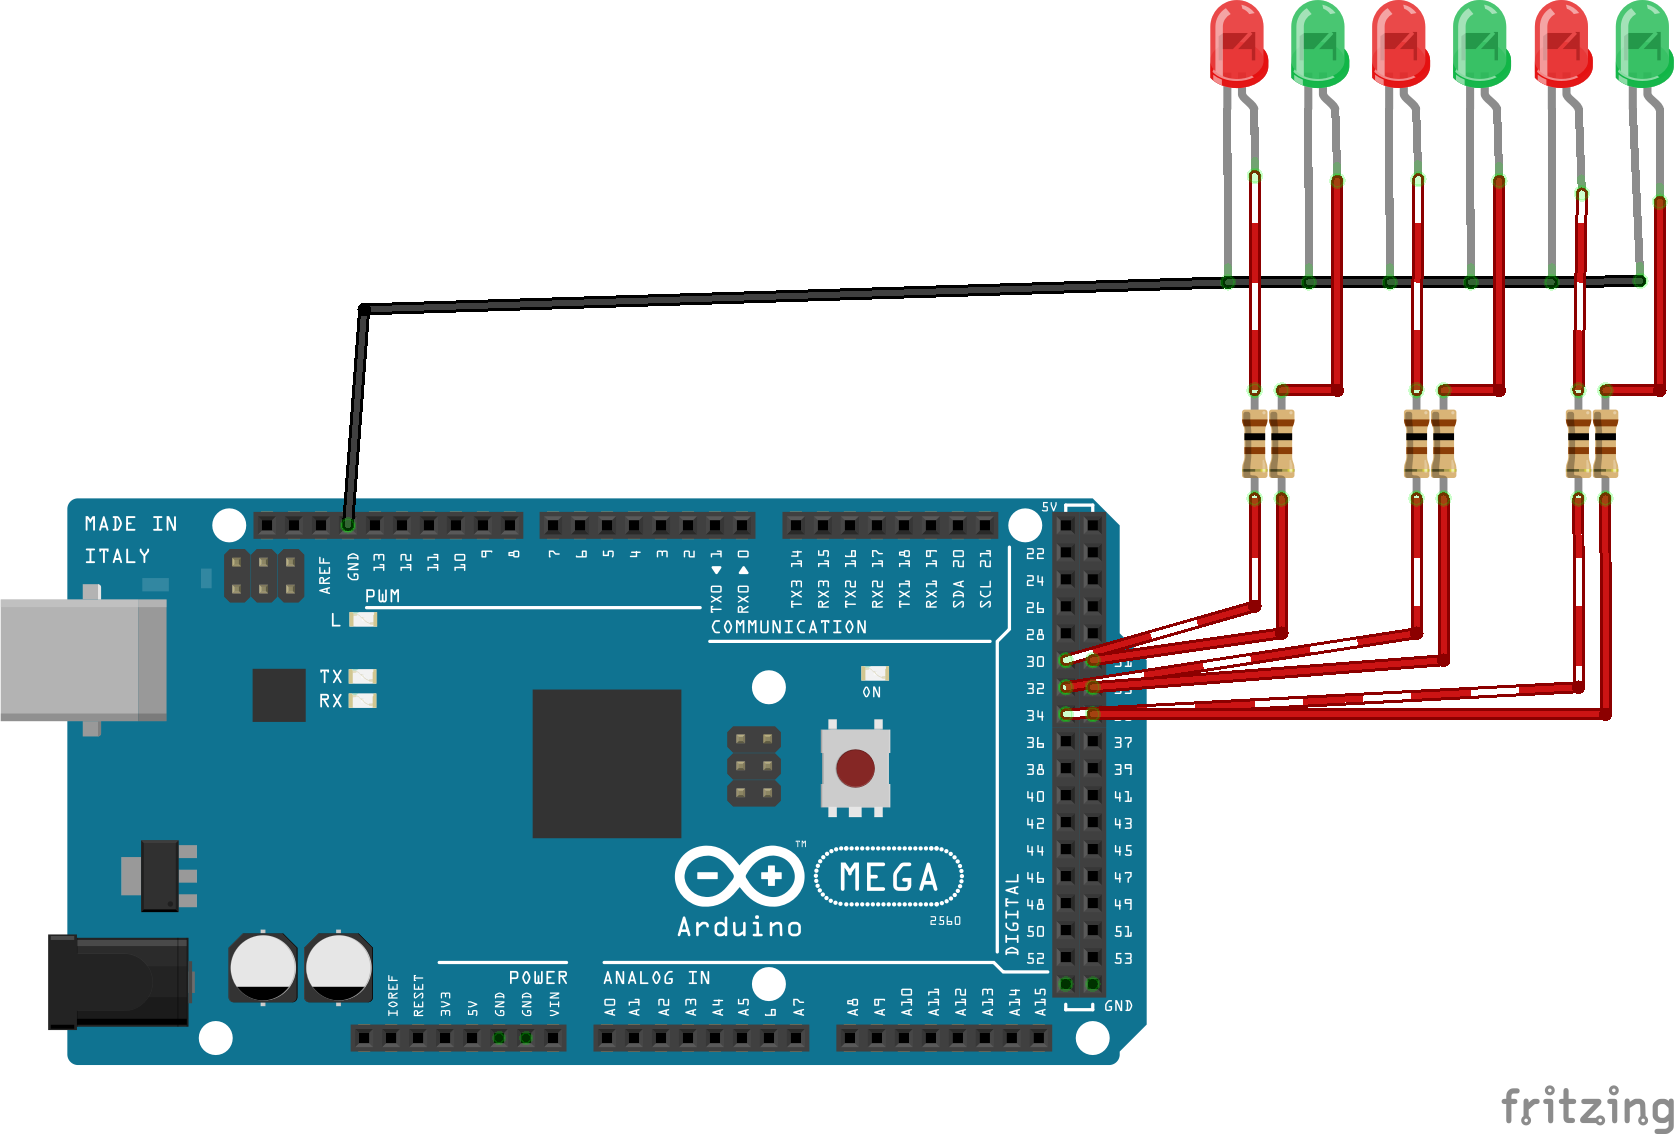 MADE IN
ITALY
AREF
GND
13
12
11
10
9
8
7
6
5
4
3
2
TX0 1
RX0 0
TX3 14
RX3 15
TX2 16
RX2 17
TX1 18
RX1 19
SDA 20
SCL 21
PWM
COMMUNICATION
L
TX
RX
ON
5V
22
24
26
28
30
32
34
36 37
38 39
40 41
42 43
44 45
46 47
48 49
50 51
52 53
GND
DIGITAL
Arduino
TM
MEGA
2560
POWER
ANALOG IN
IOREF
RESET
3V3
5V
GND
GND
VIN
A0
A1
A2
A3
A4
A5
6
A7
A8
A9
A10
A11
A12
A13
A14
A15
fritzing